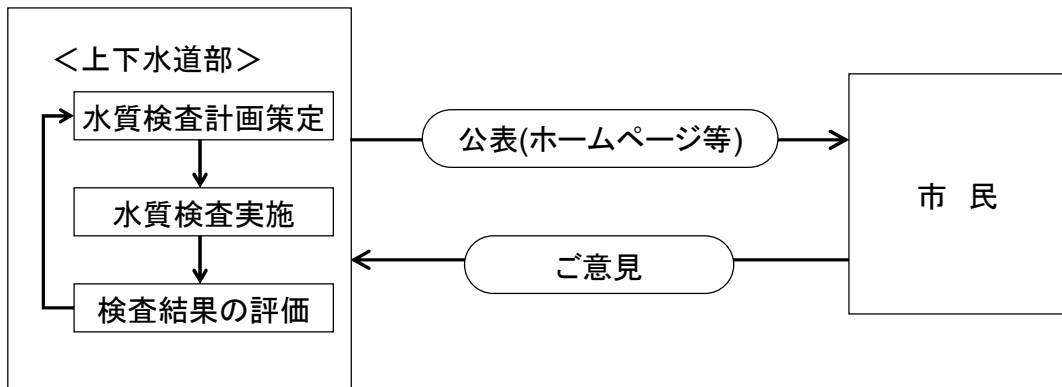 ＜上下水道部＞
水質検査計画策定
水質検査実施
検査結果の評価
公表(ホームページ等)
ご意見
市　民